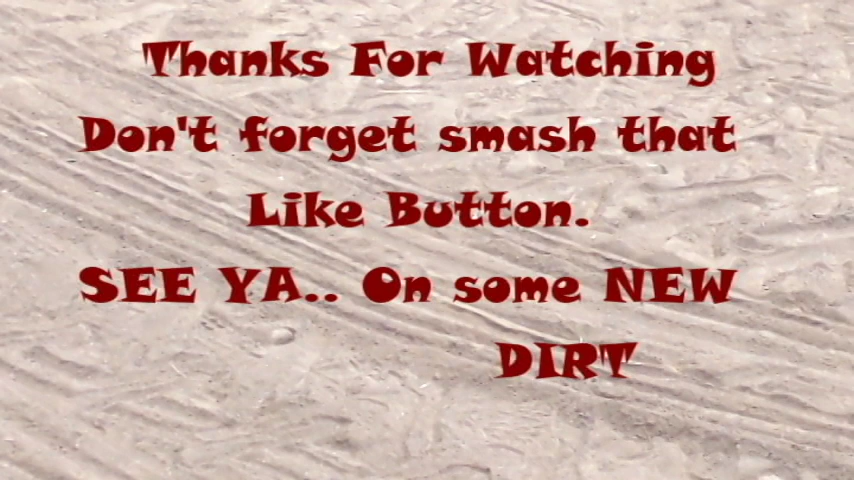 Thanks For Watching
Don't forget smash that
Like Button.
SEE YA.. On some NEW
DIRT